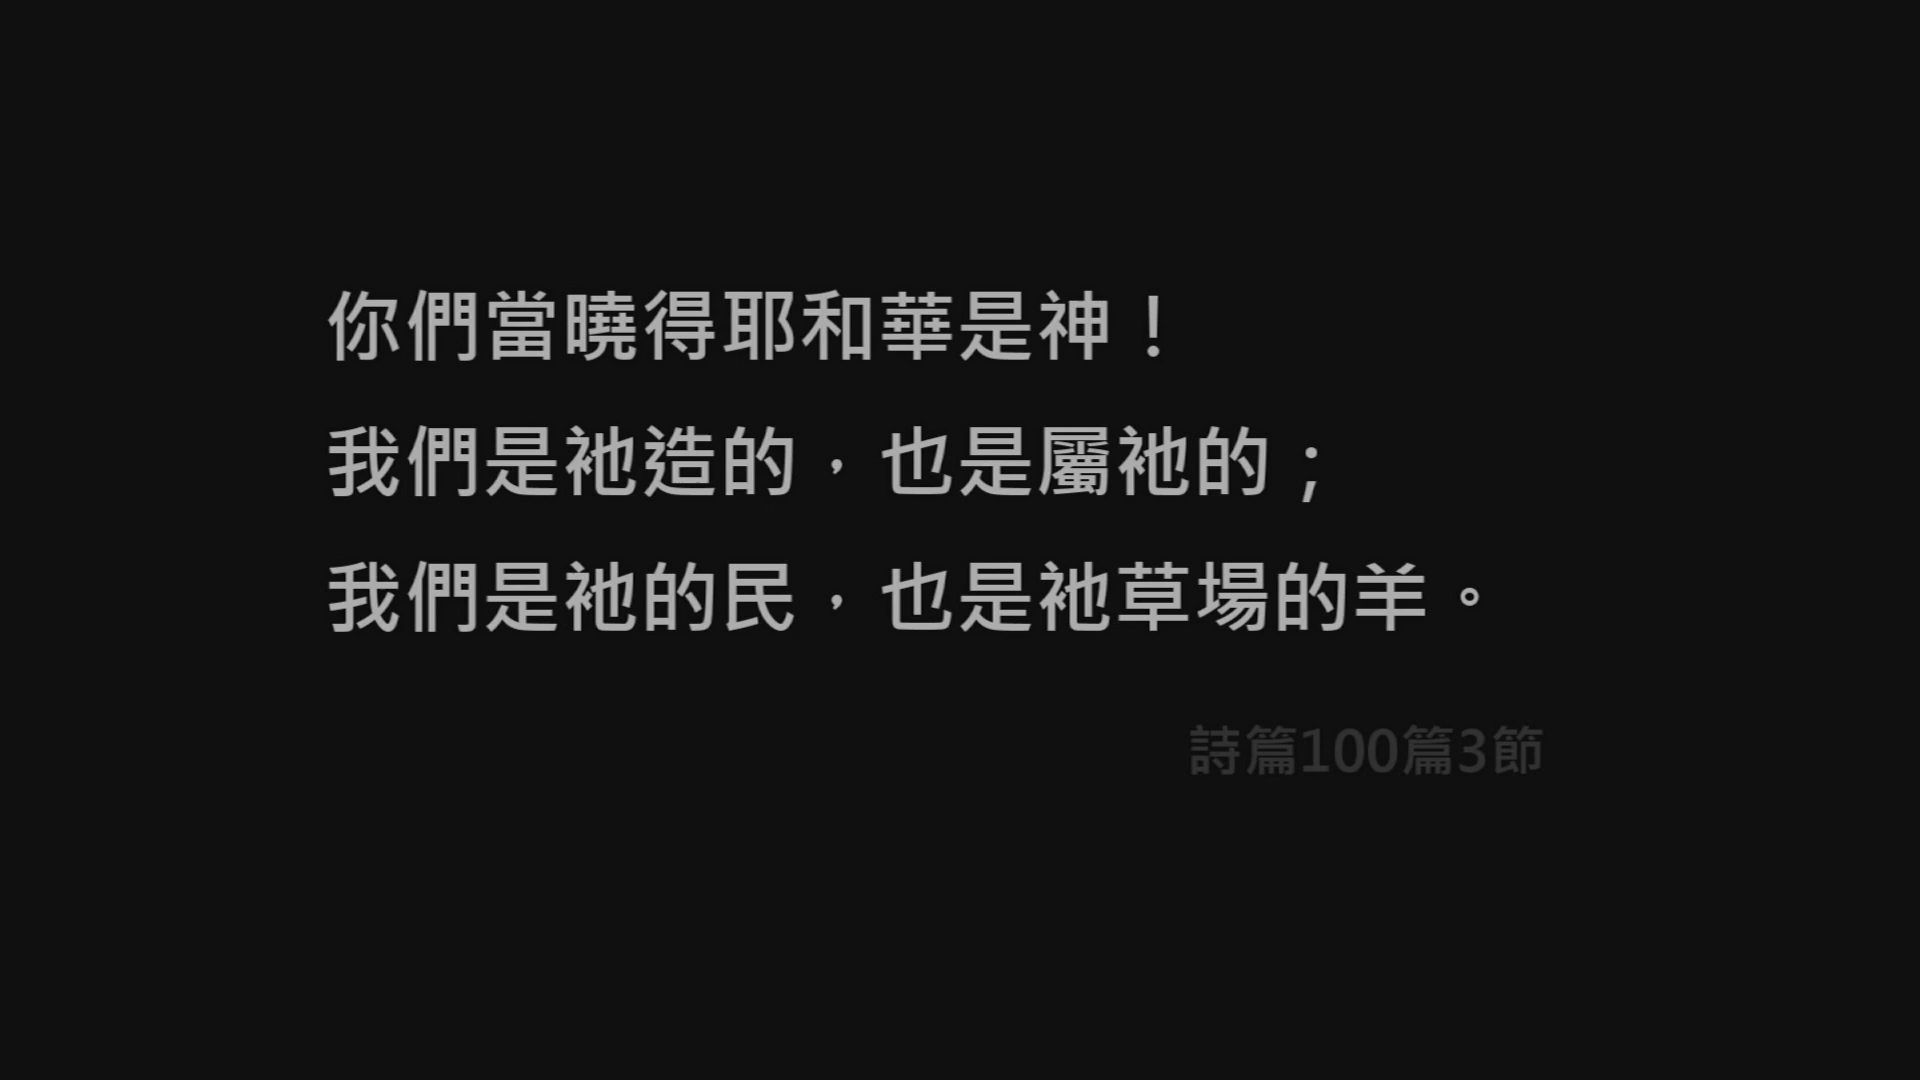 你們當曉得耶和華是神！
我們是祂造的，也是屬祂的；
我們是祂的民，也是祂草場的羊。
詩篇100篇3節